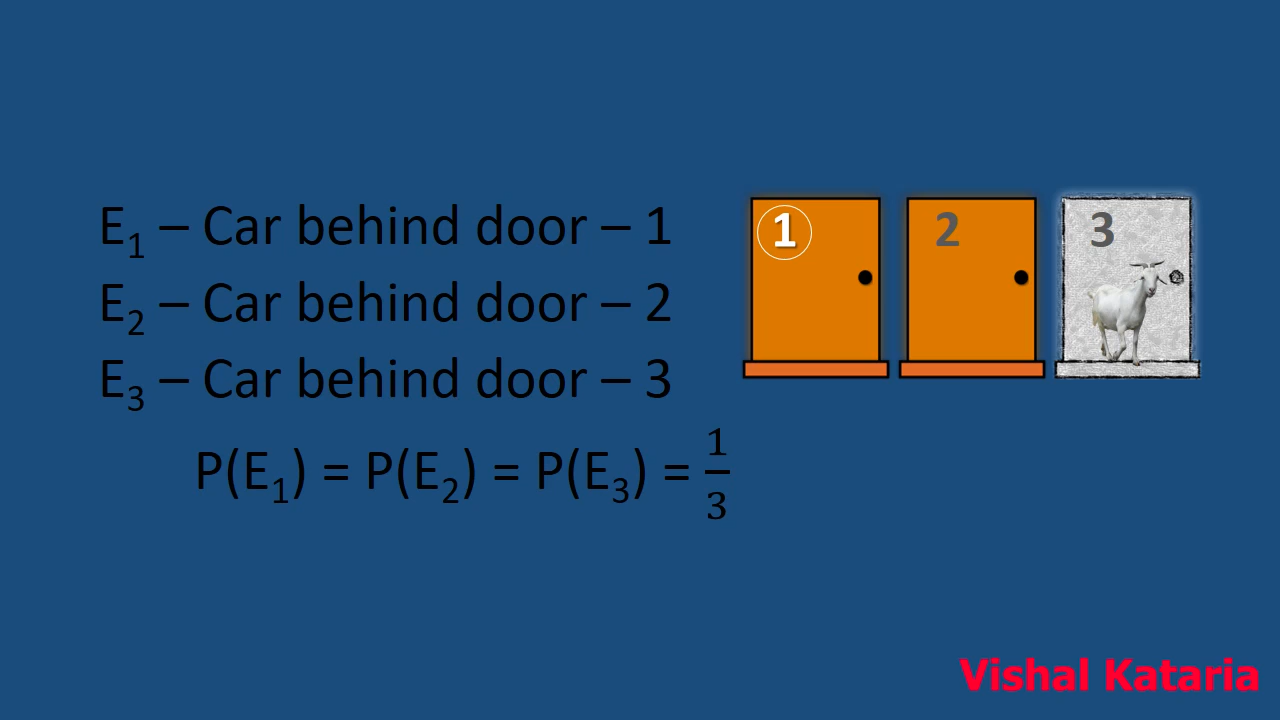 E₁ – Car behind door – 1
E₂ – Car behind door – 2
E₃ – Car behind door – 3
P(E₁) = P(E₂) = P(E₃) = 1/3
1
2
3
Vishal Kataria